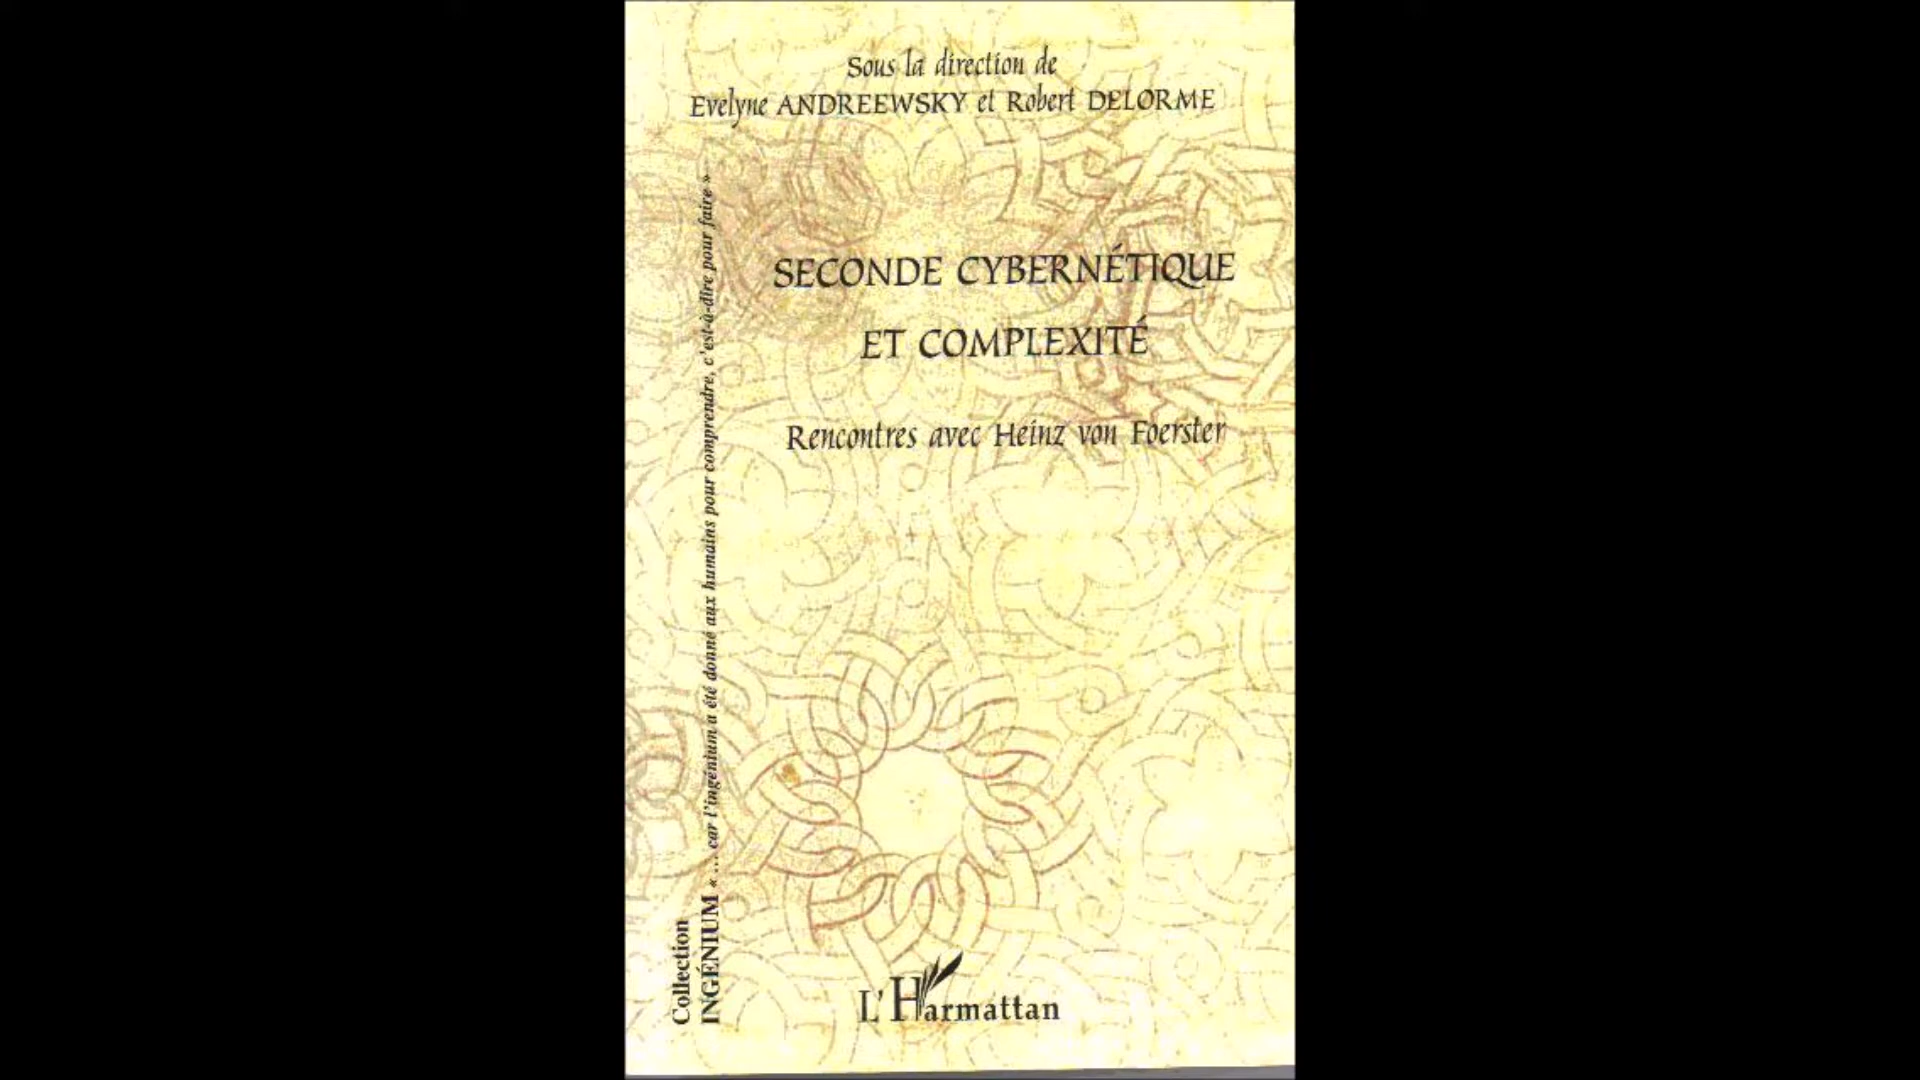 Sous la direction de
Evelyne ANDREEWSKY et Robert DELORME
SECONDE CYBERNÉTIQUE
ET COMPLEXITÉ
Rencontres avec Heinz von Foerster
Collection
INGÉNIUM « ... car l'ingénium a été donné aux humains pour comprendre, c'est-à-dire pour faire »
L'Harmattan